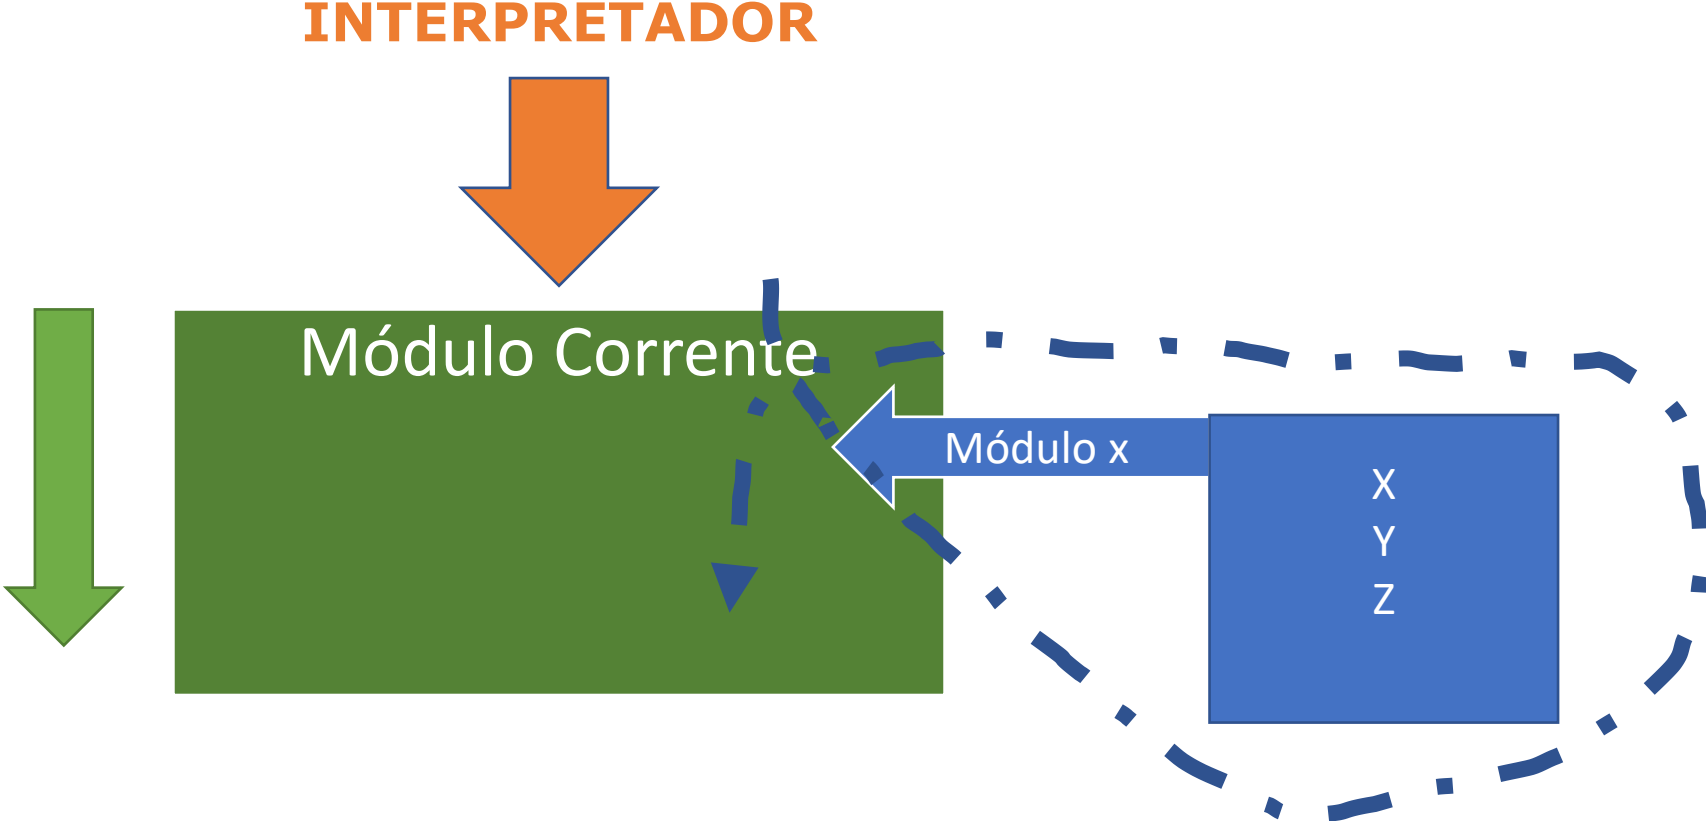 INTERPRETADOR
Módulo Corrente
Módulo x
X
Y
Z